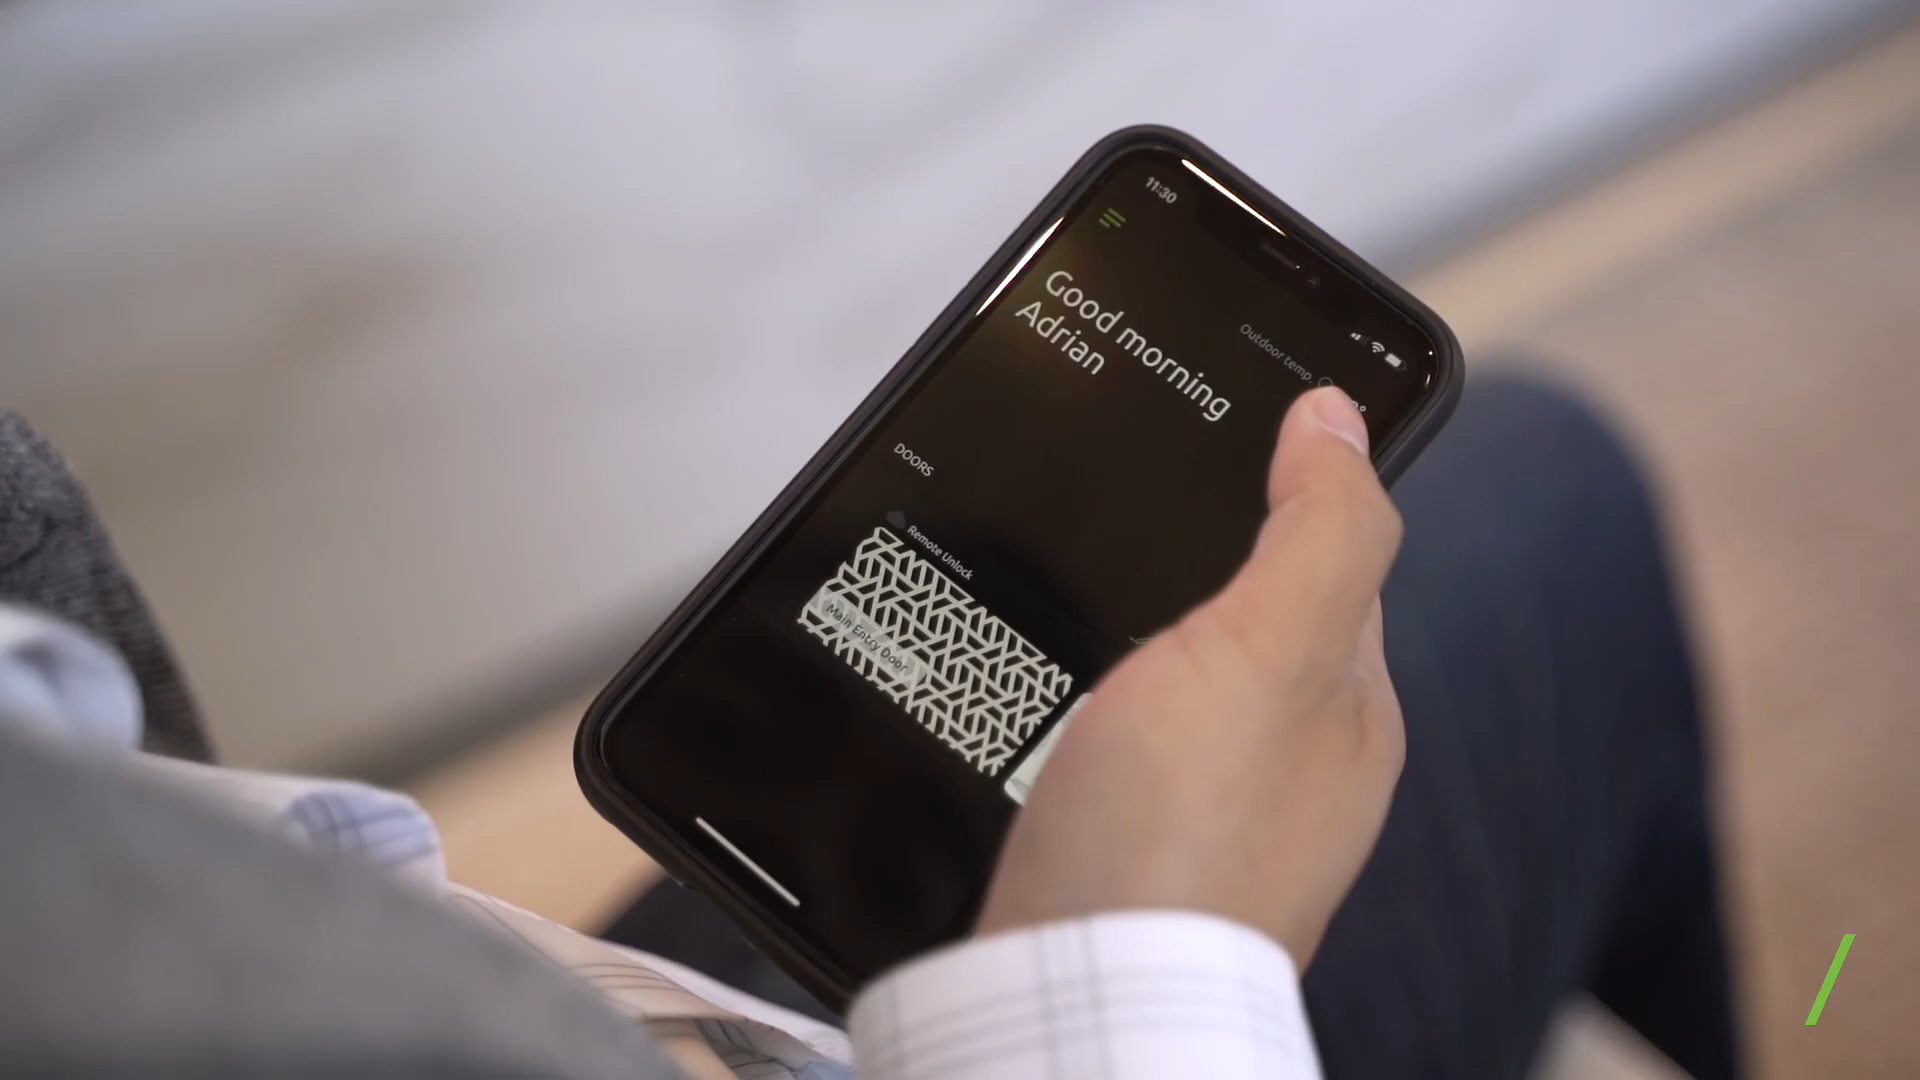 11:30
Good morning
Adrian
Outdoor temp.
DOORS
Remote Unlock
Main Entry Door